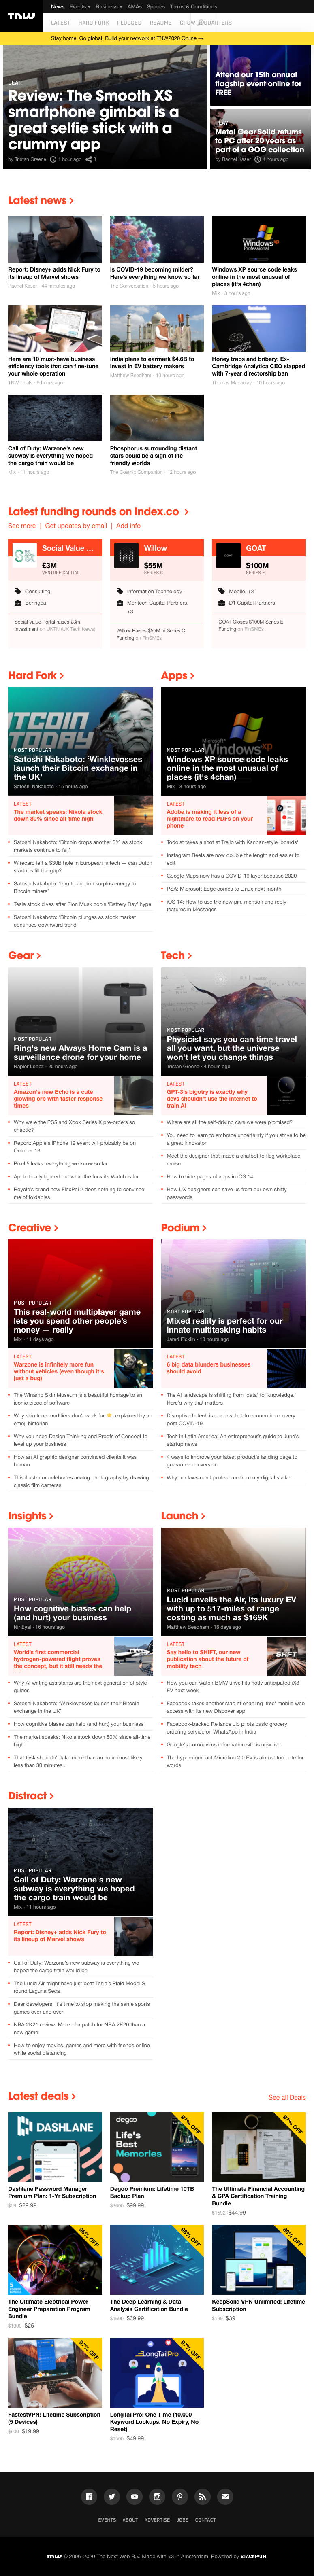 TNW
News Events Business AMAs Spaces Terms & Conditions
LATEST HARD FORK PLUGGED README GROWTH QUARTERS
Stay home. Go global. Build your network at TNW2020 Online →
GEAR
Review: The Smooth XS smartphone gimbal is a great selfie stick with a crummy app
by Tristan Greene 1 hour ago 3
Attend our 15th annual flagship event online for FREE
PLAY
Metal Gear Solid returns to PC after 20 years as part of a GOG collection
by Rachel Kaser 4 hours ago
Latest news
Report: Disney+ adds Nick Fury to its lineup of Marvel shows
Rachel Kaser · 44 minutes ago
Is COVID-19 becoming milder? Here's everything we know so far
The Conversation · 5 hours ago
Windows XP source code leaks online in the most unusual of places (it's 4chan)
Mix · 8 hours ago
Here are 10 must-have business efficiency tools that can fine-tune your whole operation
TNW Deals · 9 hours ago
India plans to earmark $4.6B to invest in EV battery makers
Matthew Beedham · 10 hours ago
Honey traps and bribery: Ex-Cambridge Analytica CEO slapped with 7-year directorship ban
Thomas Macaulay · 10 hours ago
Call of Duty: Warzone's new subway is everything we hoped the cargo train would be
Mix · 11 hours ago
Phosphorus surrounding distant stars could be a sign of life-friendly worlds
The Cosmic Companion · 12 hours ago
Latest funding rounds on Index.co
See more | Get updates by email | Add info
Social Value ...
£3M
VENTURE CAPITAL
Consulting
Beringea
Social Value Portal raises £3m investment on UKTN (UK Tech News)
Willow
$55M
SERIES C
Information Technology
Meritech Capital Partners, +3
Willow Raises $55M in Series C Funding on FinSMEs
GOAT
$100M
SERIES E
Mobile, +3
D1 Capital Partners
GOAT Closes $100M Series E Funding on FinSMEs
Hard Fork
MOST POPULAR
Satoshi Nakaboto: 'Winklevosses launch their Bitcoin exchange in the UK'
Satoshi Nakaboto · 15 hours ago
LATEST
The market speaks: Nikola stock down 80% since all-time high
Satoshi Nakaboto: 'Bitcoin drops another 3% as stock markets continue to fall'
Wirecard left a $30B hole in European fintech — can Dutch startups fill the gap?
Satoshi Nakaboto: 'Iran to auction surplus energy to Bitcoin miners'
Tesla stock dives after Elon Musk cools 'Battery Day' hype
Satoshi Nakaboto: 'Bitcoin plunges as stock market continues downward trend'
Apps
MOST POPULAR
Windows XP source code leaks online in the most unusual of places (it's 4chan)
Mix · 8 hours ago
LATEST
Adobe is making it less of a nightmare to read PDFs on your phone
Todoist takes a shot at Trello with Kanban-style 'boards'
Instagram Reels are now double the length and easier to edit
Google Maps now has a COVID-19 layer because 2020
PSA: Microsoft Edge comes to Linux next month
iOS 14: How to use the new pin, mention and reply features in Messages
Gear
MOST POPULAR
Ring's new Always Home Cam is a surveillance drone for your home
Napier Lopez · 20 hours ago
LATEST
Amazon's new Echo is a cute glowing orb with faster response times
Why were the PS5 and Xbox Series X pre-orders so chaotic?
Report: Apple's iPhone 12 event will probably be on October 13
Pixel 5 leaks: everything we know so far
Apple finally figured out what the fuck its Watch is for
Royole's brand new FlexPai 2 does nothing to convince me of foldables
Tech
MOST POPULAR
Physicist says you can time travel all you want, but the universe won't let you change things
Tristan Greene · 4 hours ago
LATEST
GPT-3's bigotry is exactly why devs shouldn't use the internet to train AI
Where are all the self-driving cars we were promised?
You need to learn to embrace uncertainty if you strive to be a great innovator
Meet the designer that made a chatbot to flag workplace racism
How to hide pages of apps in iOS 14
How UX designers can save us from our own shitty passwords
Creative
MOST POPULAR
This real-world multiplayer game lets you spend other people's money — really
Mix · 11 days ago
LATEST
Warzone is infinitely more fun without vehicles (even though it's just a bug)
The Winamp Skin Museum is a beautiful homage to an iconic piece of software
Why skin tone modifiers don't work for 🤝, explained by an emoji historian
Why you need Design Thinking and Proofs of Concept to level up your business
How an AI graphic designer convinced clients it was human
This illustrator celebrates analog photography by drawing classic film cameras
Podium
MOST POPULAR
Mixed reality is perfect for our innate multitasking habits
Jared Ficklin · 13 hours ago
LATEST
6 big data blunders businesses should avoid
The AI landscape is shifting from 'data' to 'knowledge.' Here's why that matters
Disruptive fintech is our best bet to economic recovery post COVID-19
Tech in Latin America: An entrepreneur's guide to June's startup news
4 ways to improve your latest product's landing page to guarantee conversion
Why our laws can't protect me from my digital stalker
Insights
MOST POPULAR
How cognitive biases can help (and hurt) your business
Nir Eyal · 16 hours ago
LATEST
World's first commercial hydrogen-powered flight proves the concept, but it still needs the
Why AI writing assistants are the next generation of style guides
Satoshi Nakaboto: 'Winklevosses launch their Bitcoin exchange in the UK'
How cognitive biases can help (and hurt) your business
The market speaks: Nikola stock down 80% since all-time high
That task shouldn't take more than an hour. most likely less than 30 minutes...
Launch
MOST POPULAR
Lucid unveils the Air, its luxury EV with up to 517-miles of range costing as much as $169K
Matthew Beedham · 16 days ago
LATEST
Say hello to SHIFT, our new publication about the future of mobility tech
How you can watch BMW unveil its hotly anticipated iX3 EV next week
Facebook takes another stab at enabling 'free' mobile web access with its new Discover app
Facebook-backed Reliance Jio pilots basic grocery ordering service on WhatsApp in India
Google's coronavirus information site is now live
The hyper-compact Microlino 2.0 EV is almost too cute for words
Distract
MOST POPULAR
Call of Duty: Warzone's new subway is everything we hoped the cargo train would be
Mix · 11 hours ago
LATEST
Report: Disney+ adds Nick Fury to its lineup of Marvel shows
Call of Duty: Warzone's new subway is everything we hoped the cargo train would be
The Lucid Air might have just beat Tesla's Plaid Model S round Laguna Seca
Dear developers, it's time to stop making the same sports games over and over
NBA 2K21 review: More of a patch for NBA 2K20 than a new game
How to enjoy movies, games and more with friends online while social distancing
Latest deals
See all Deals
DASHLANE
Dashlane Password Manager Premium Plan: 1-Yr Subscription
$29.99
degoo
Life's Best Memories
97% OFF
Degoo Premium: Lifetime 10TB Backup Plan
$99.99
97% OFF
The Ultimate Financial Accounting & CPA Certification Training Bundle
$44.99
98% OFF
The Ultimate Electrical Power Engineer Preparation Program Bundle
$25
98% OFF
The Deep Learning & Data Analysis Certification Bundle
$39.99
80% OFF
KeepSolid VPN Unlimited: Lifetime Subscription
$39
97% OFF
FastestVPN: Lifetime Subscription (5 Devices)
$19.99
97% OFF
LongTailPro
LongTailPro: One Time (10,000 Keyword Lookups. No Expiry, No Reset)
$49.99
EVENTS ABOUT ADVERTISE JOBS CONTACT
TNW © 2006–2020 The Next Web B.V. Made with <3 in Amsterdam. Powered by STACKPATH